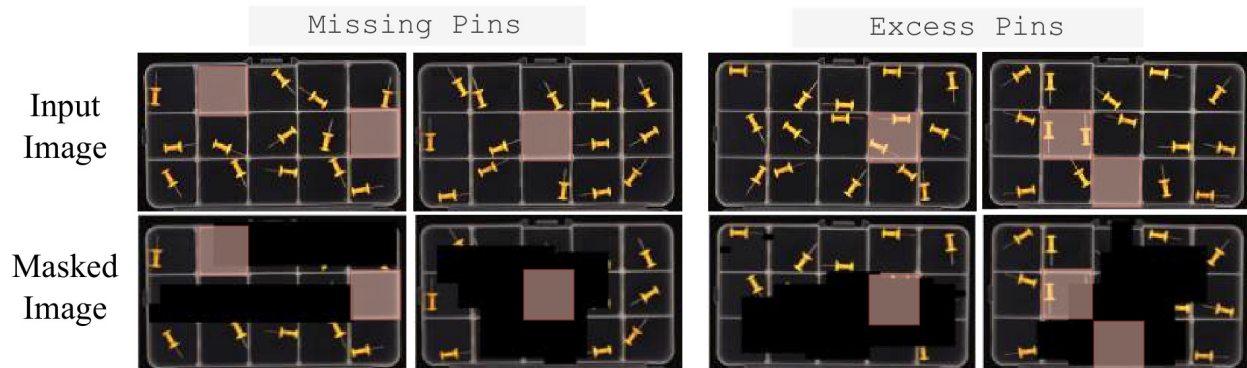 Missing Pins
Excess Pins
Input
Image
Masked
Image